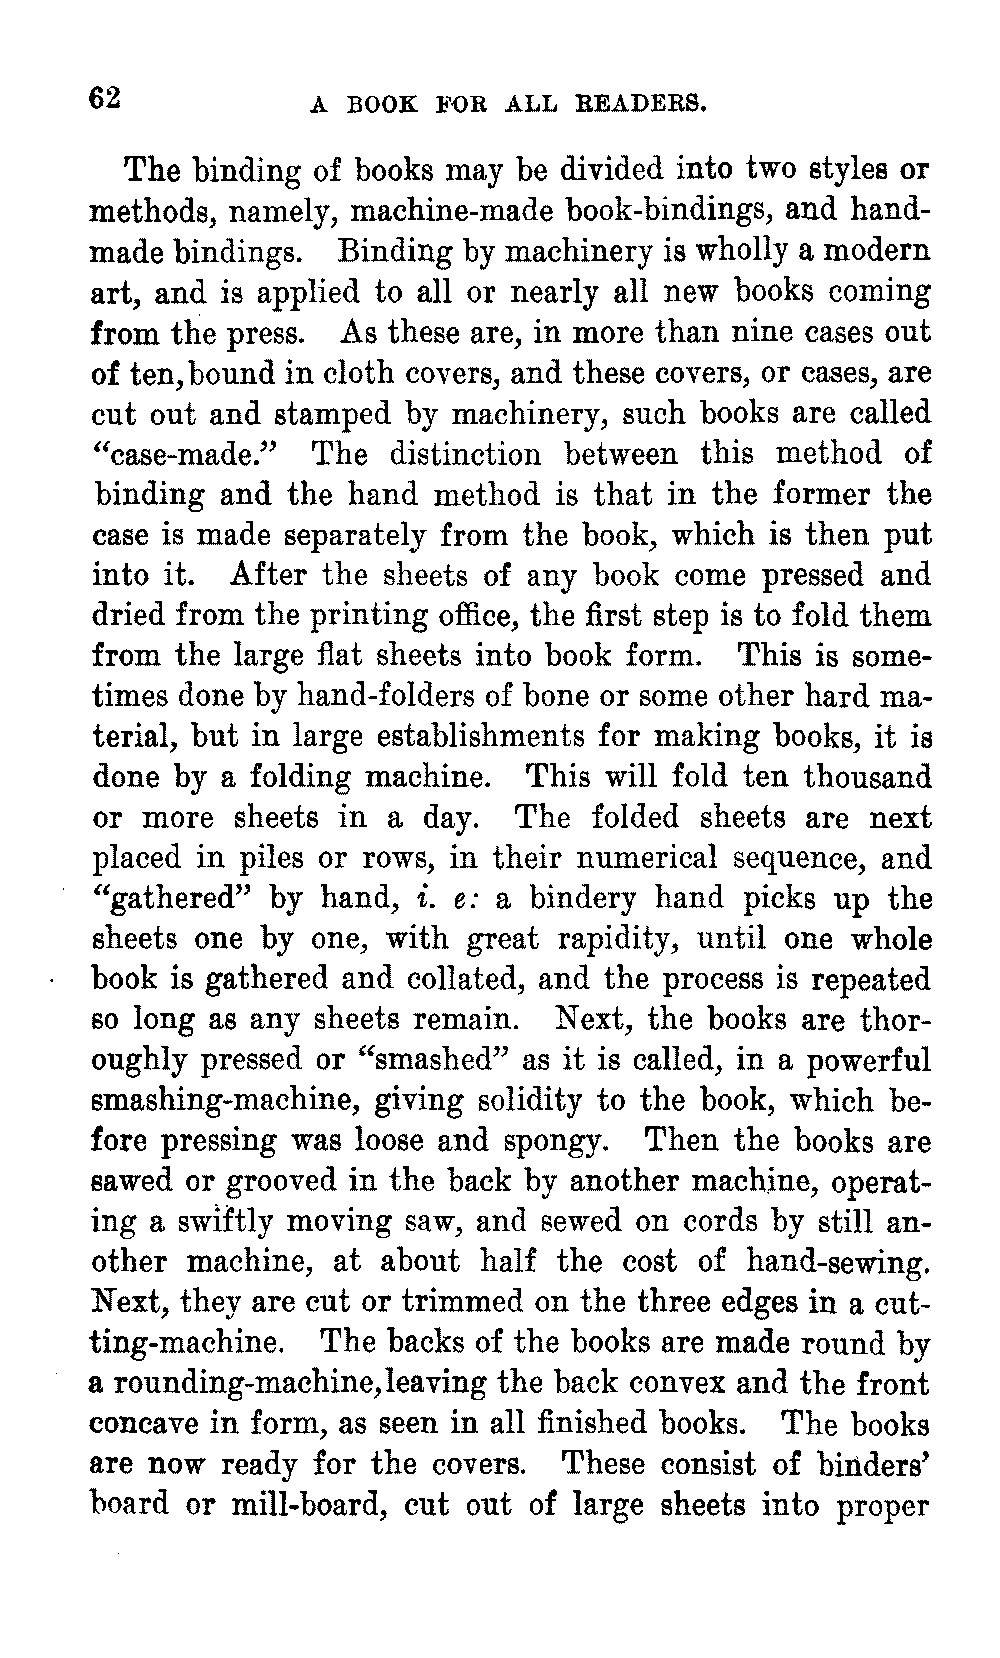 62
A BOOK FOR ALL READERS.
The binding of books may be divided into two styles or
methods, namely, machine-made book-bindings, and hand-
made bindings. Binding by machinery is wholly a modern
art, and is applied to all or nearly all new books coming
from the press. As these are, in more than nine cases out
of ten, bound in cloth covers, and these covers, or cases, are
cut out and stamped by machinery, such books are called
“case-made.” The distinction between this method of
binding and the hand method is that in the former the
case is made separately from the book, which is then put
into it. After the sheets of any book come pressed and
dried from the printing office, the first step is to fold them
from the large flat sheets into book form. This is some-
times done by hand-folders of bone or some other hard ma-
terial, but in large establishments for making books, it is
done by a folding machine. This will fold ten thousand
or more sheets in a day. The folded sheets are next
placed in piles or rows, in their numerical sequence, and
“gathered” by hand, i. e: a bindery hand picks up the
sheets one by one, with great rapidity, until one whole
book is gathered and collated, and the process is repeated
so long as any sheets remain. Next, the books are thor-
oughly pressed or “smashed” as it is called, in a powerful
smashing-machine, giving solidity to the book, which be-
fore pressing was loose and spongy. Then the books are
sawed or grooved in the back by another machine, operat-
ing a swiftly moving saw, and sewed on cords by still an-
other machine, at about half the cost of hand-sewing.
Next, they are cut or trimmed on the three edges in a cut-
ting-machine. The backs of the books are made round by
a rounding-machine, leaving the back convex and the front
concave in form, as seen in all finished books. The books
are now ready for the covers. These consist of binders’
board or mill-board, cut out of large sheets into proper